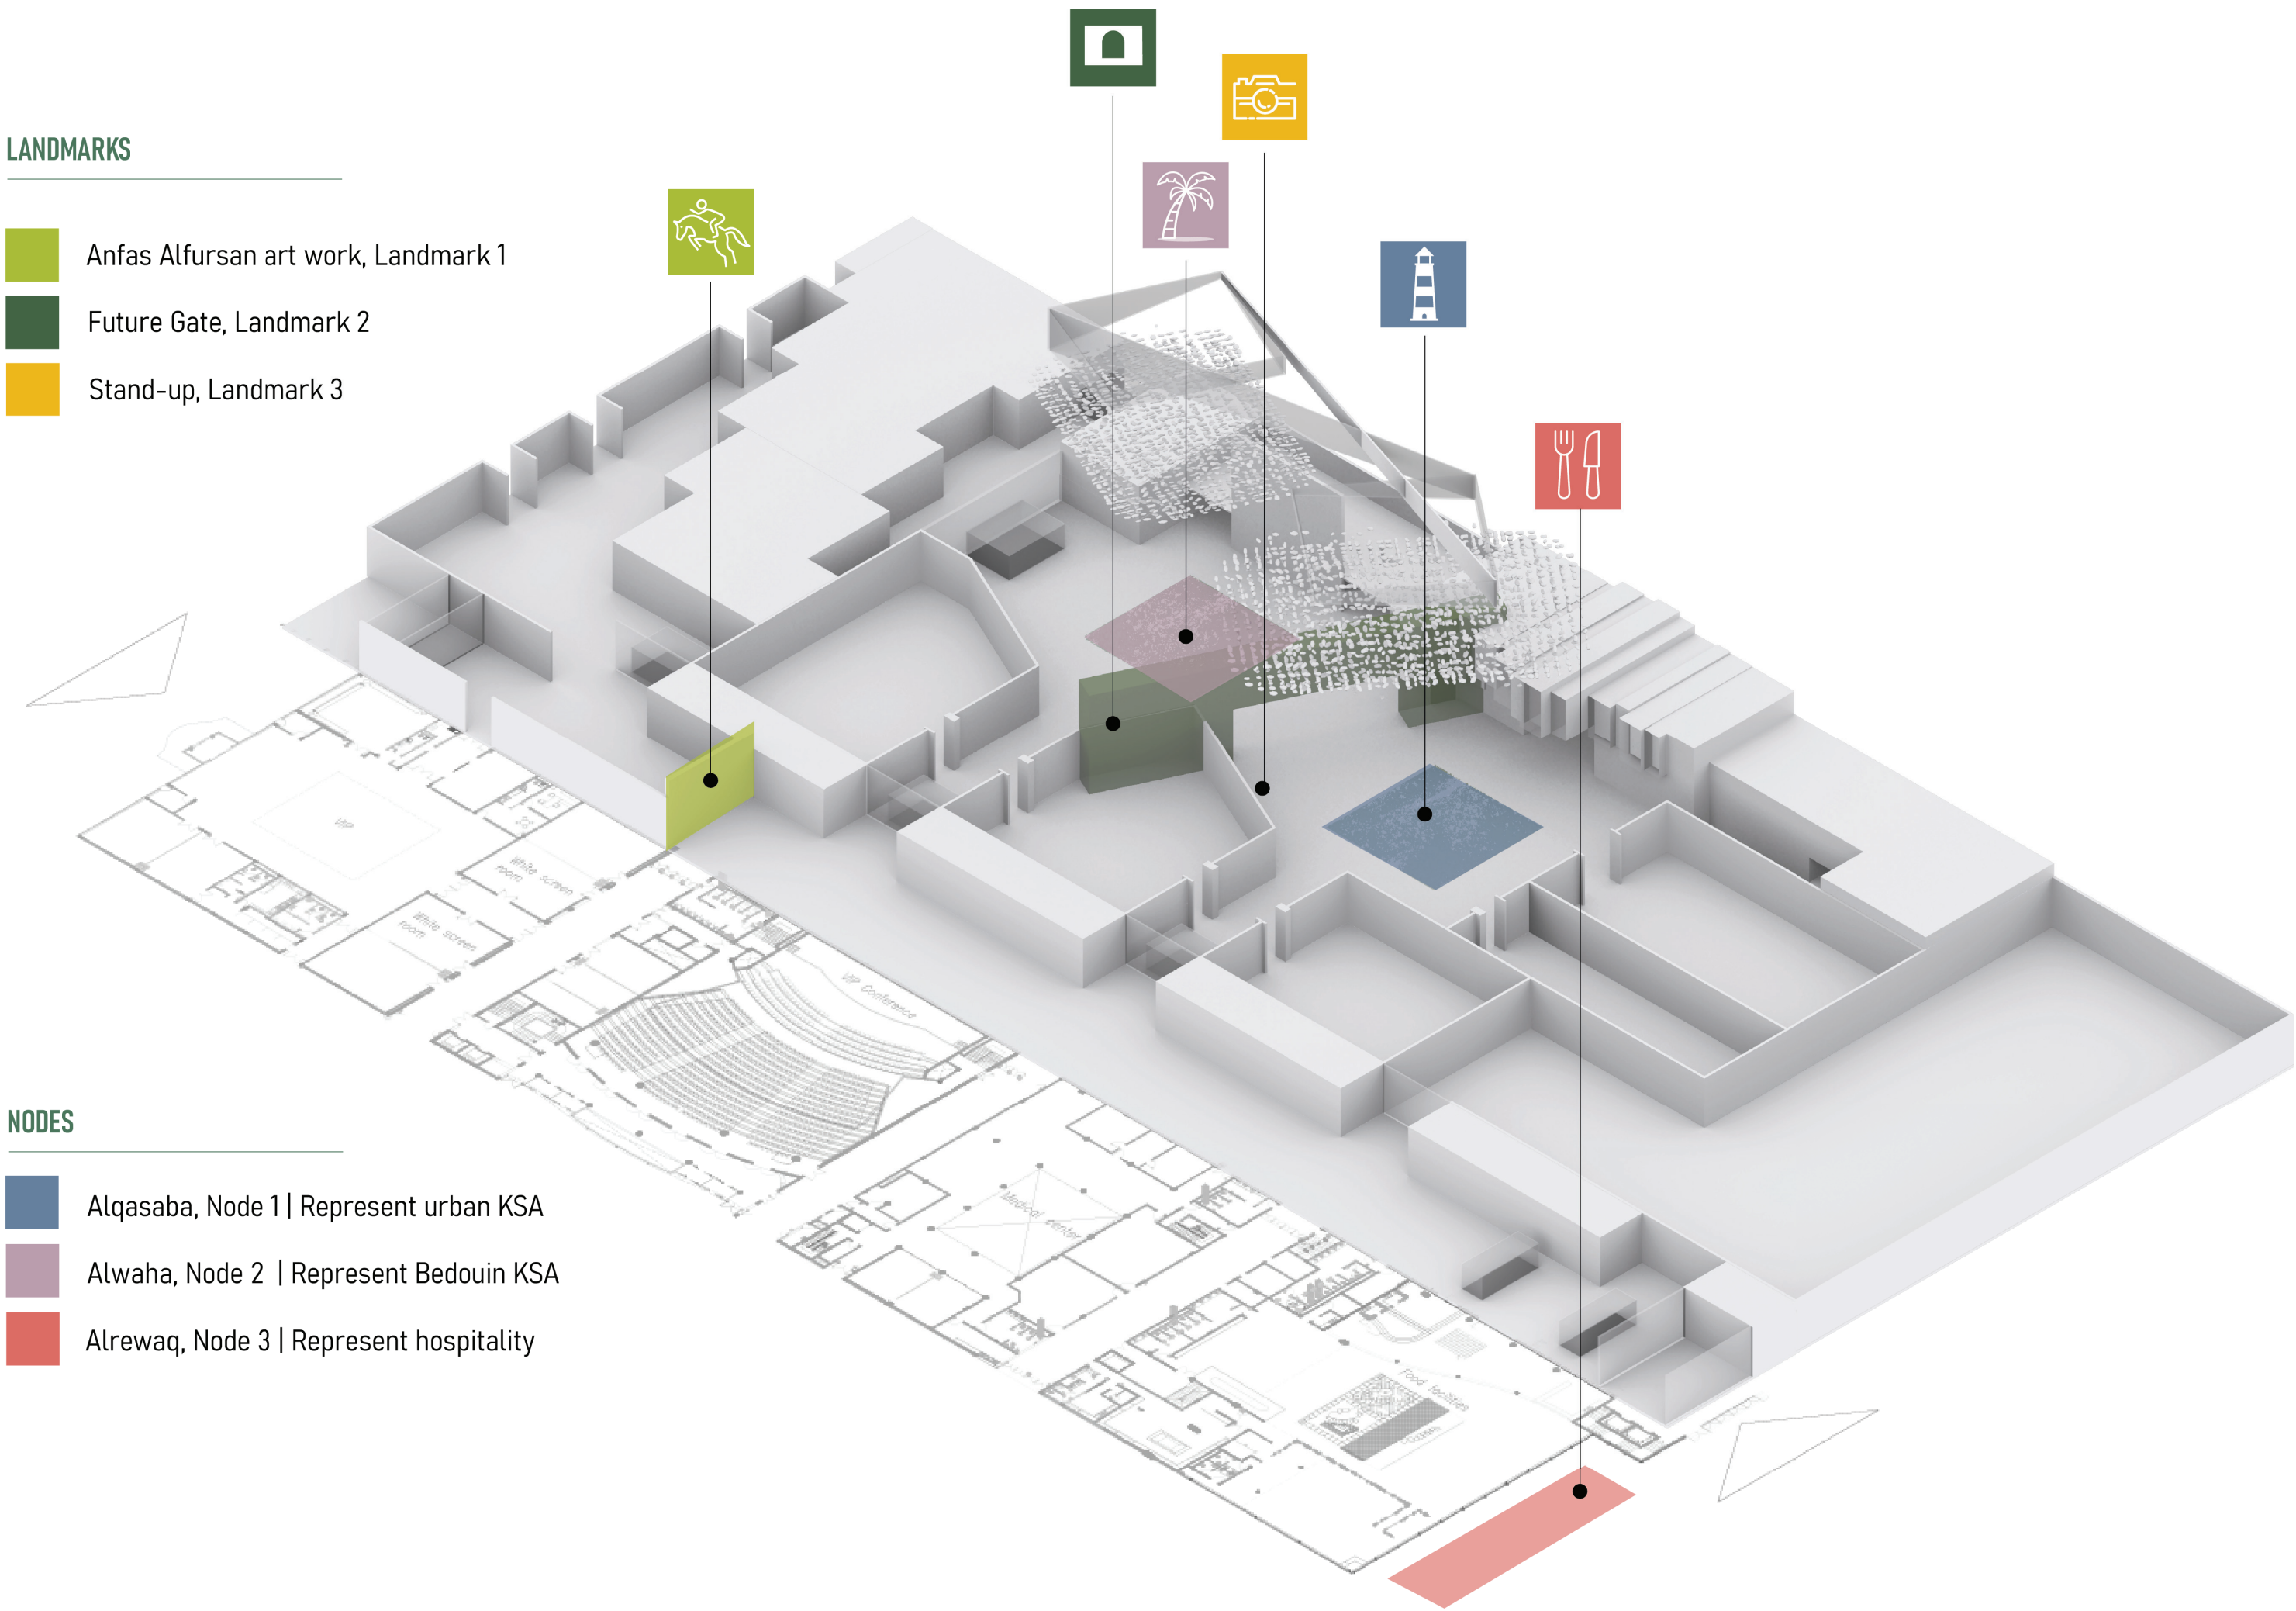 LANDMARKS
Anfas Alfursan art work, Landmark 1
Future Gate, Landmark 2
Stand-up, Landmark 3
NODES
Alqasaba, Node 1 | Represent urban KSA
Alwaha, Node 2 | Represent Bedouin KSA
Alrewaq, Node 3 | Represent hospitality
VIP
White screen
room
White screen
room
VIP Conference
Medical center
Food facilities